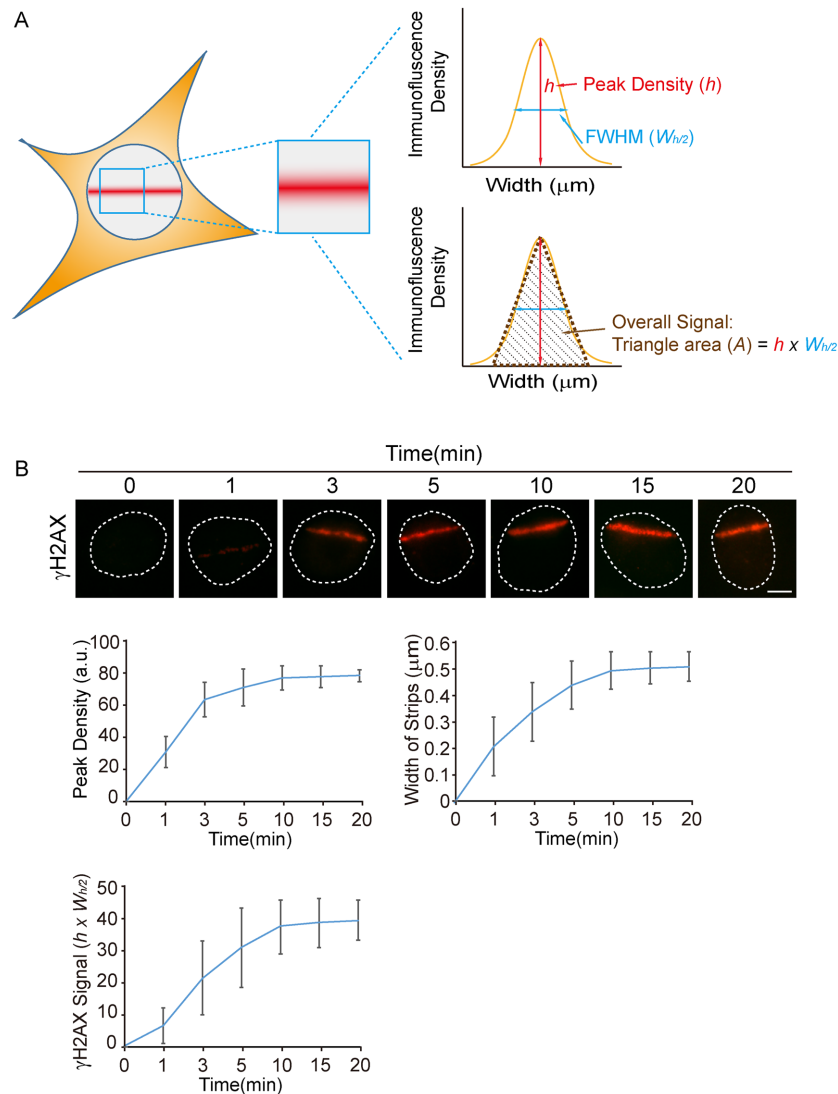 A
Immunofluscence
Density
h
Peak Density (h)
FWHM (Wh/2)
Width (μm)
Immunofluscence
Density
Overall Signal:
Triangle area (A) = h x Wh/2
Width (μm)
B
Time(min)
0 1 3 5 10 15 20
γH2AX
Peak Density (a.u.)
100
80
60
40
20
0
0 1 3 5 10 15 20
Time(min)
Width of Strips (μm)
0.6
0.5
0.4
0.3
0.2
0.1
0
0 1 3 5 10 15 20
Time(min)
γH2AX Signal (h x Wh/2)
50
40
30
20
10
0
0 1 3 5 10 15 20
Time(min)